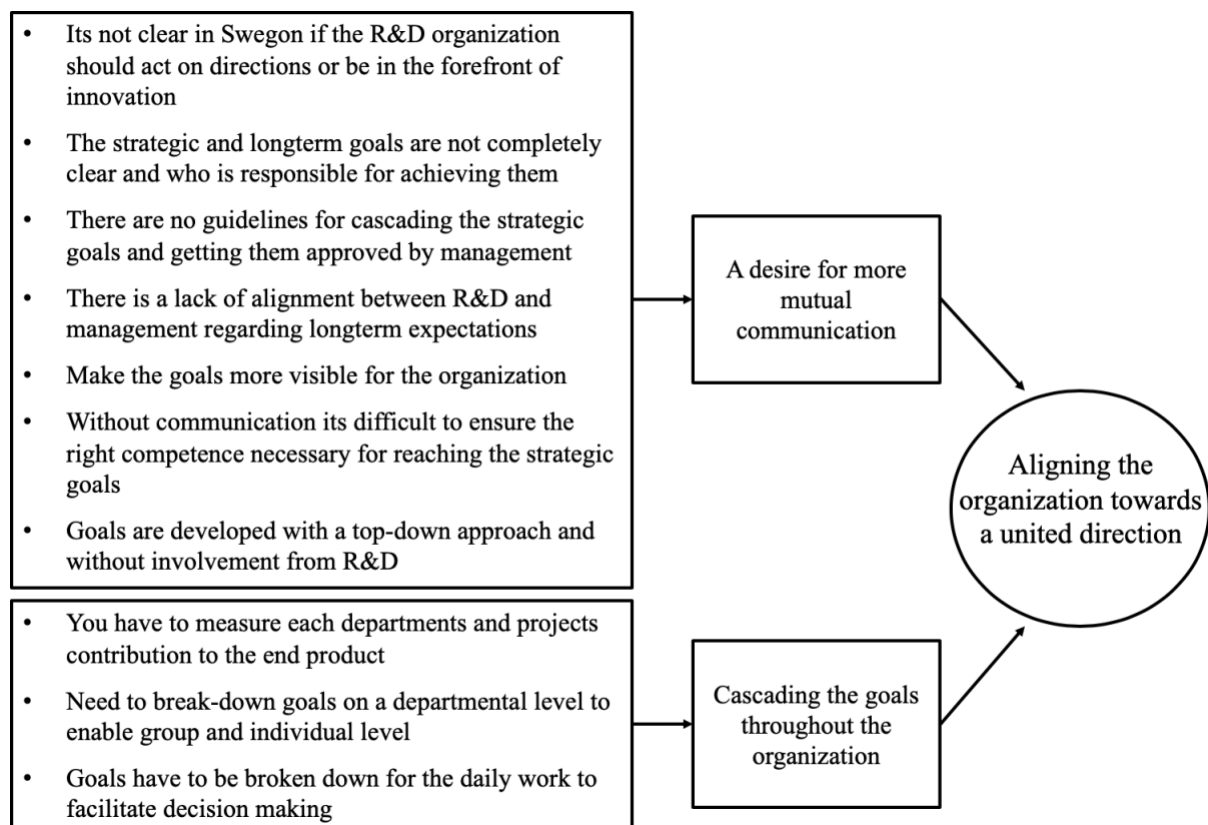 • Its not clear in Swegon if the R&D organization
should act on directions or be in the forefront of
innovation
• The strategic and longterm goals are not completely
clear and who is responsible for achieving them
• There are no guidelines for cascading the strategic
goals and getting them approved by management
• There is a lack of alignment between R&D and
management regarding longterm expectations
• Make the goals more visible for the organization
• Without communication its difficult to ensure the
right competence necessary for reaching the strategic
goals
• Goals are developed with a top-down approach and
without involvement from R&D
A desire for more
mutual
communication
• You have to measure each departments and projects
contribution to the end product
• Need to break-down goals on a departmental level to
enable group and individual level
• Goals have to be broken down for the daily work to
facilitate decision making
Cascading the goals
throughout the
organization
Aligning the
organization towards
a united direction